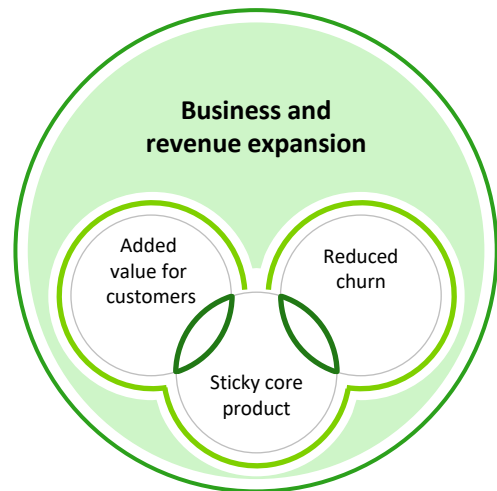 Business and
revenue expansion
Added
value for
customers
Reduced
churn
Sticky core
product